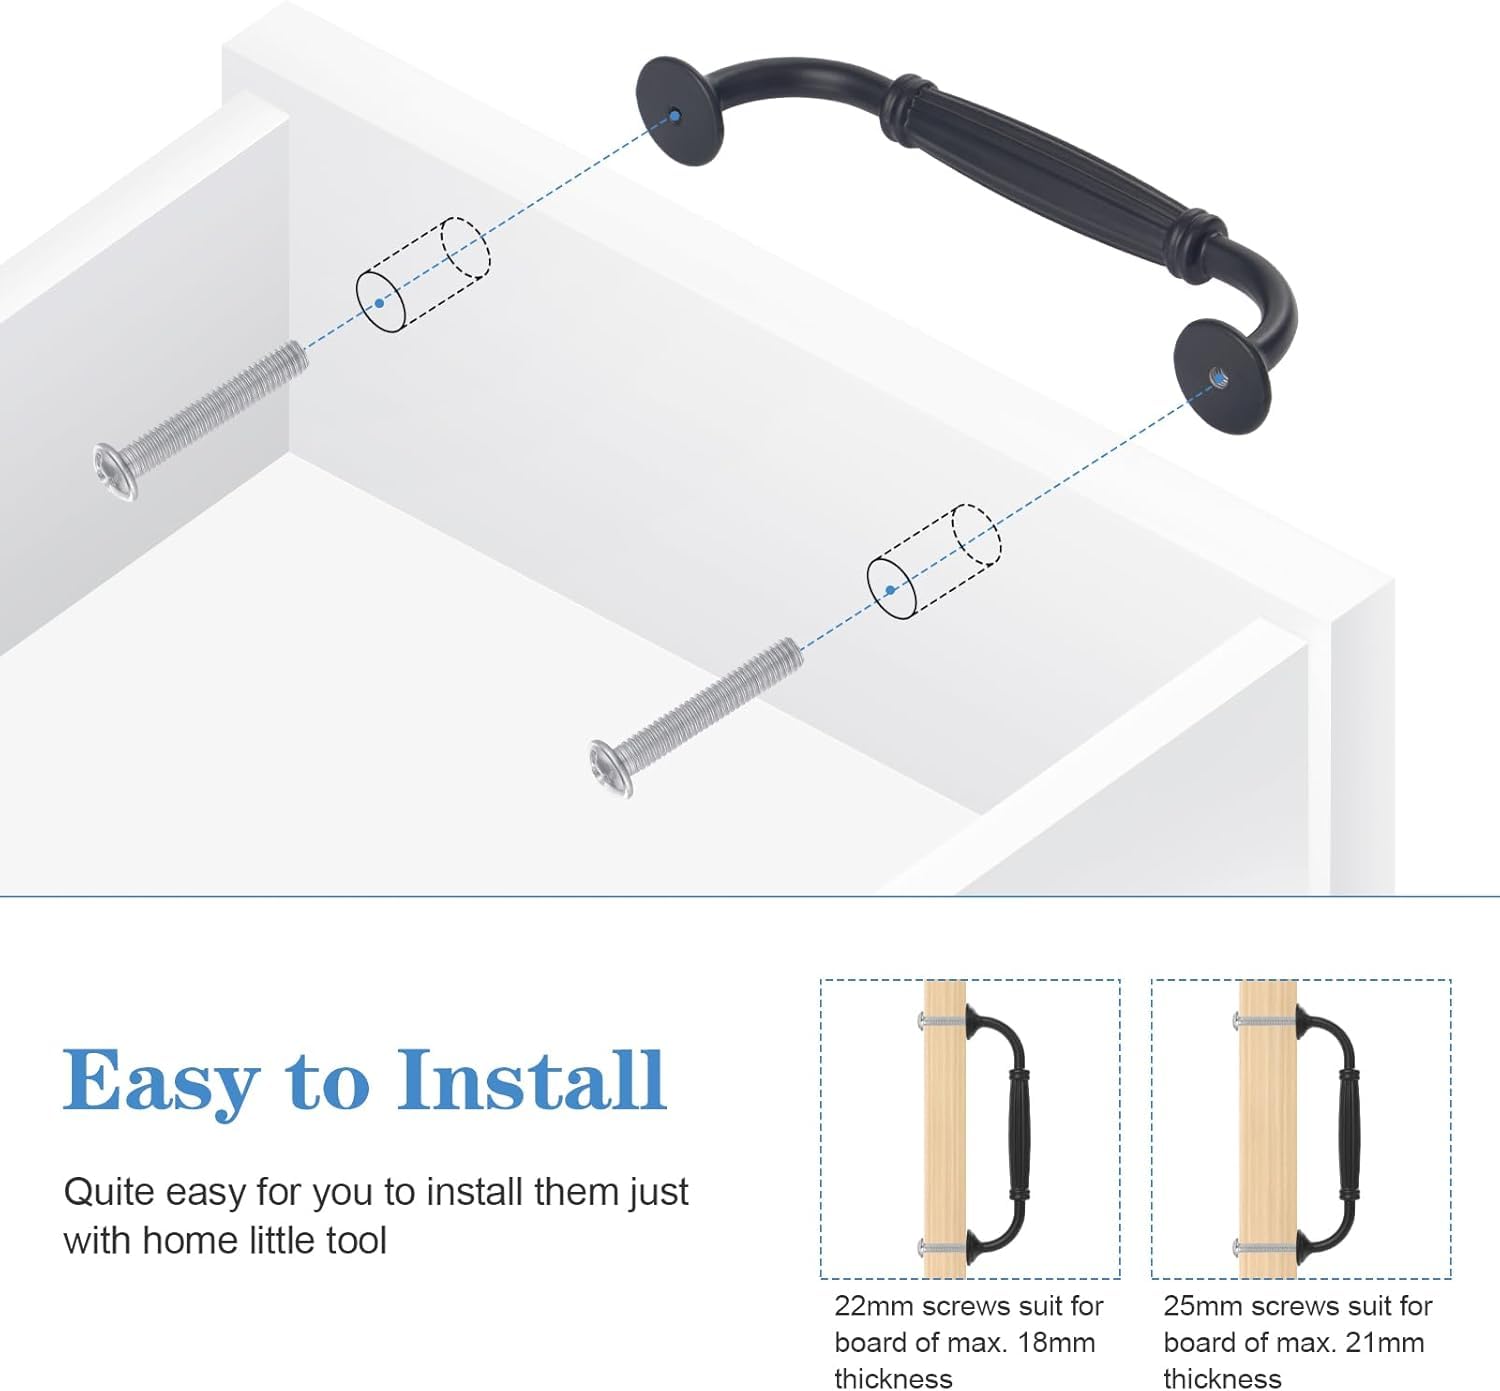 Easy to Install
Quite easy for you to install them just
with home little tool
22mm screws suit for
board of max. 18mm
thickness
25mm screws suit for
board of max. 21mm
thickness